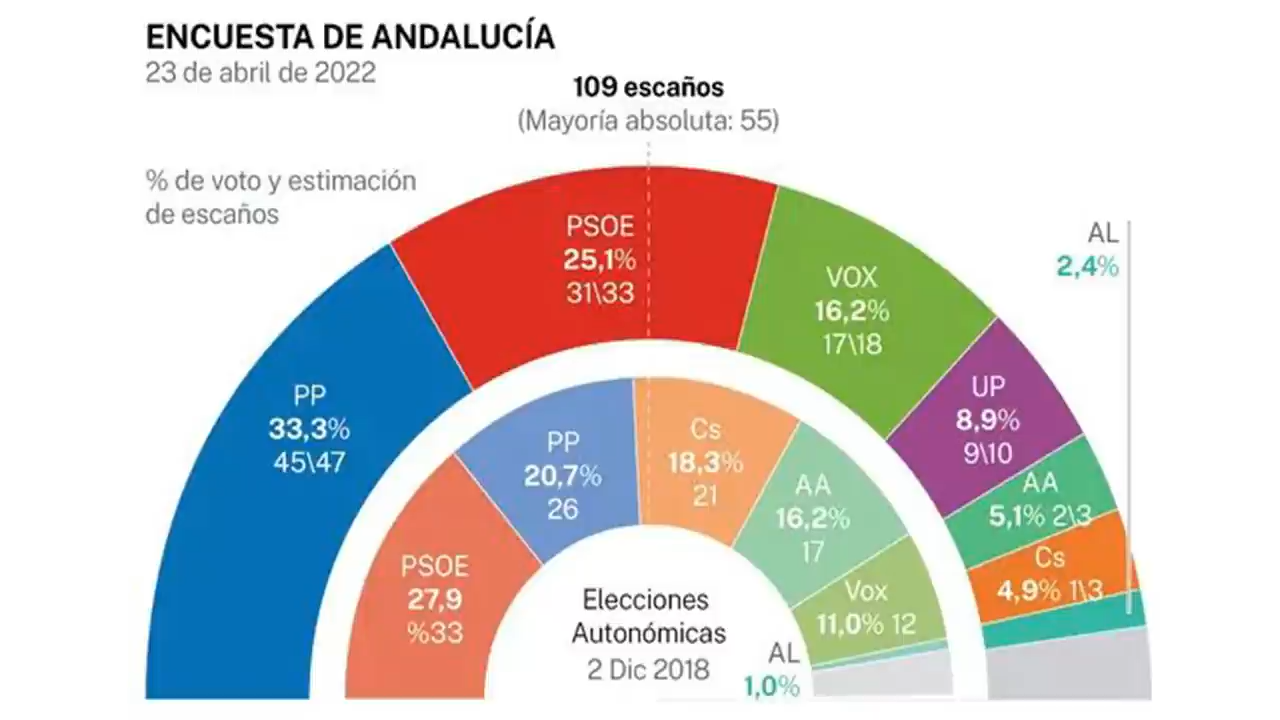 ENCUESTA DE ANDALUCÍA
23 de abril de 2022
109 escaños
(Mayoría absoluta: 55)
% de voto y estimación
de escaños
PP
33,3%
45\47
PSOE
25,1%
31\33
VOX
16,2%
17\18
UP
8,9%
9\10
AA
5,1% 2\3
Cs
4,9% 1\3
AL
2,4%
PSOE
27,9
%33
PP
20,7%
26
Cs
18,3%
21
AA
16,2%
17
Vox
11,0% 12
AL
1,0%
Elecciones
Autonómicas
2 Dic 2018